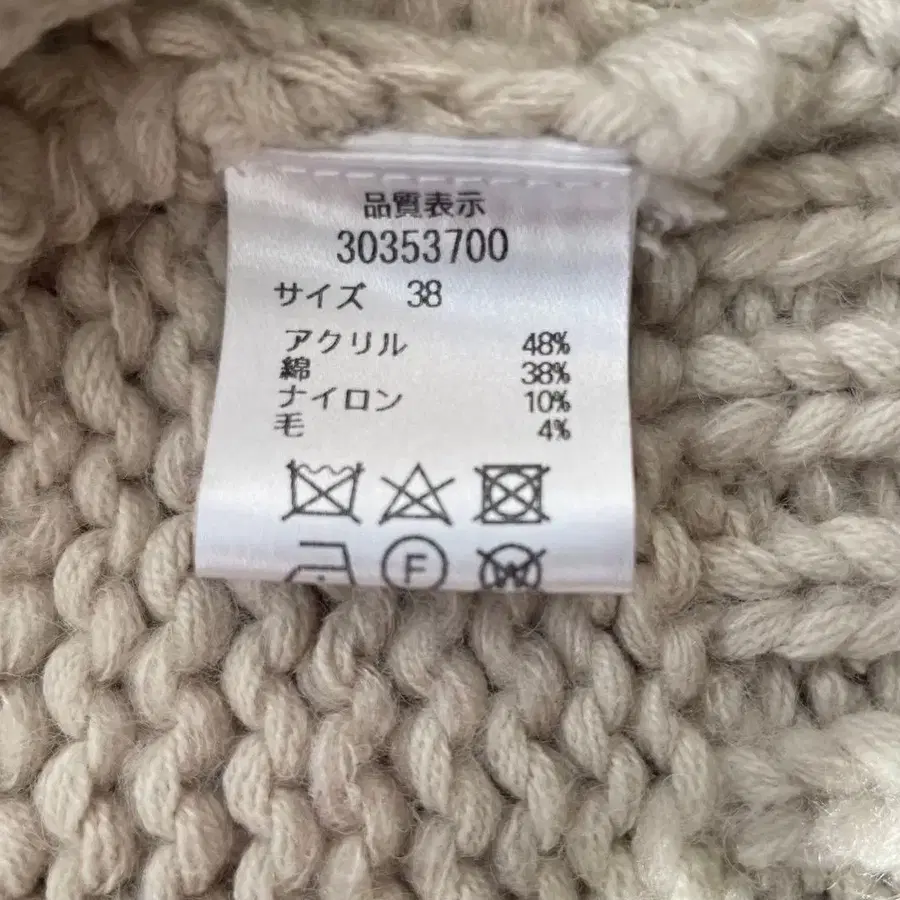 品質表示
30353700
サイズ 38
アクリル 48%
綿 38%
ナイロン 10%
毛 4%
F W